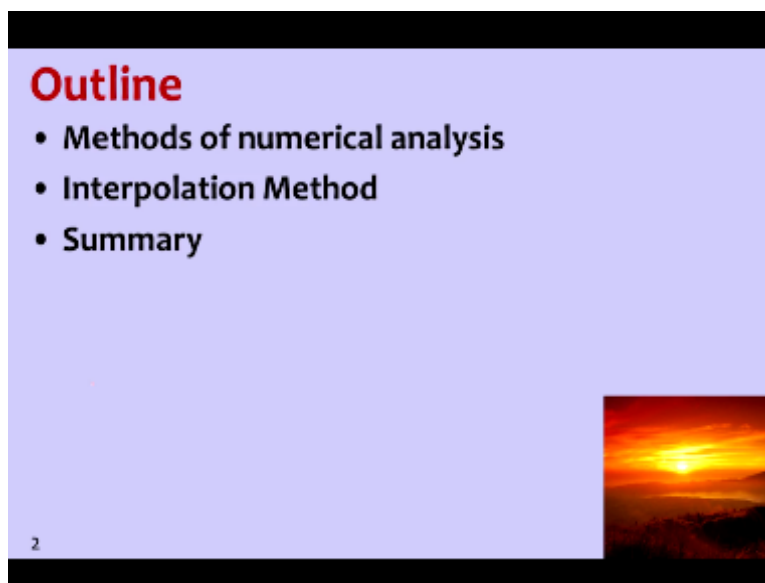 Outline
• Methods of numerical analysis
• Interpolation Method
• Summary
2